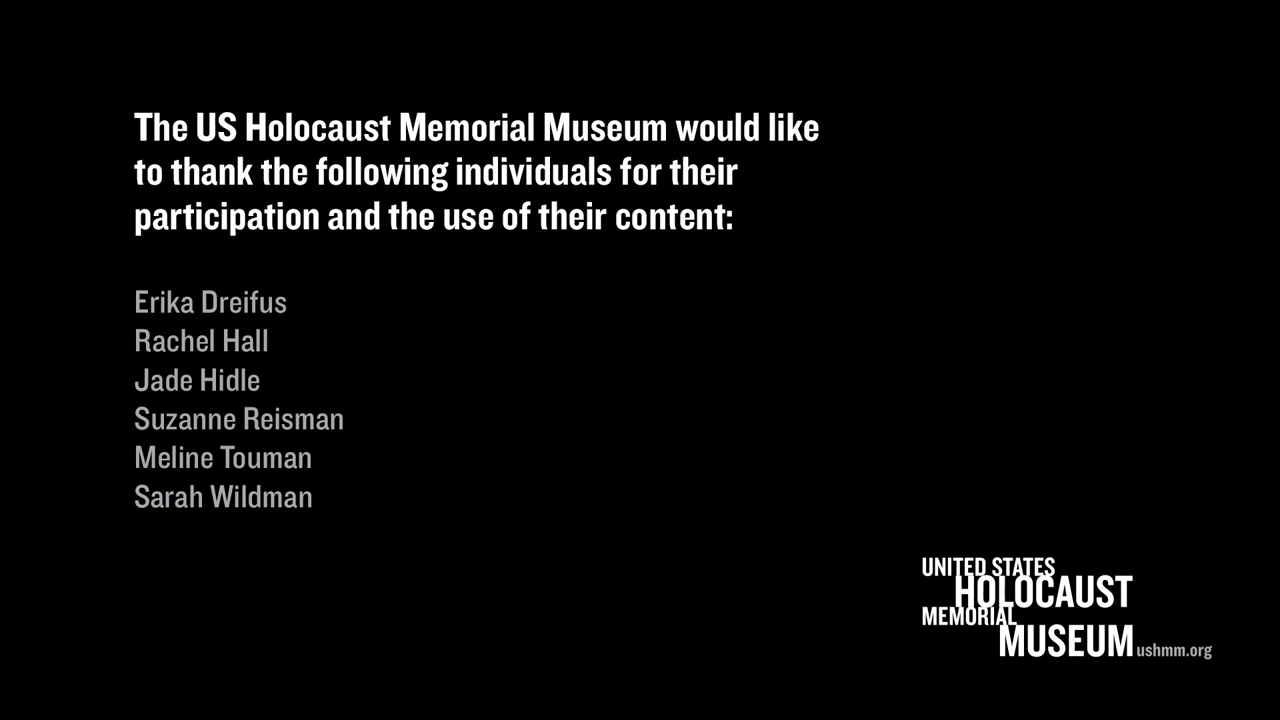 The US Holocaust Memorial Museum would like
to thank the following individuals for their
participation and the use of their content:
Erika Dreifus
Rachel Hall
Jade Hidle
Suzanne Reisman
Meline Touman
Sarah Wildman
UNITED STATES
HOLOCAUST
MEMORIAL
MUSEUM ushmm.org